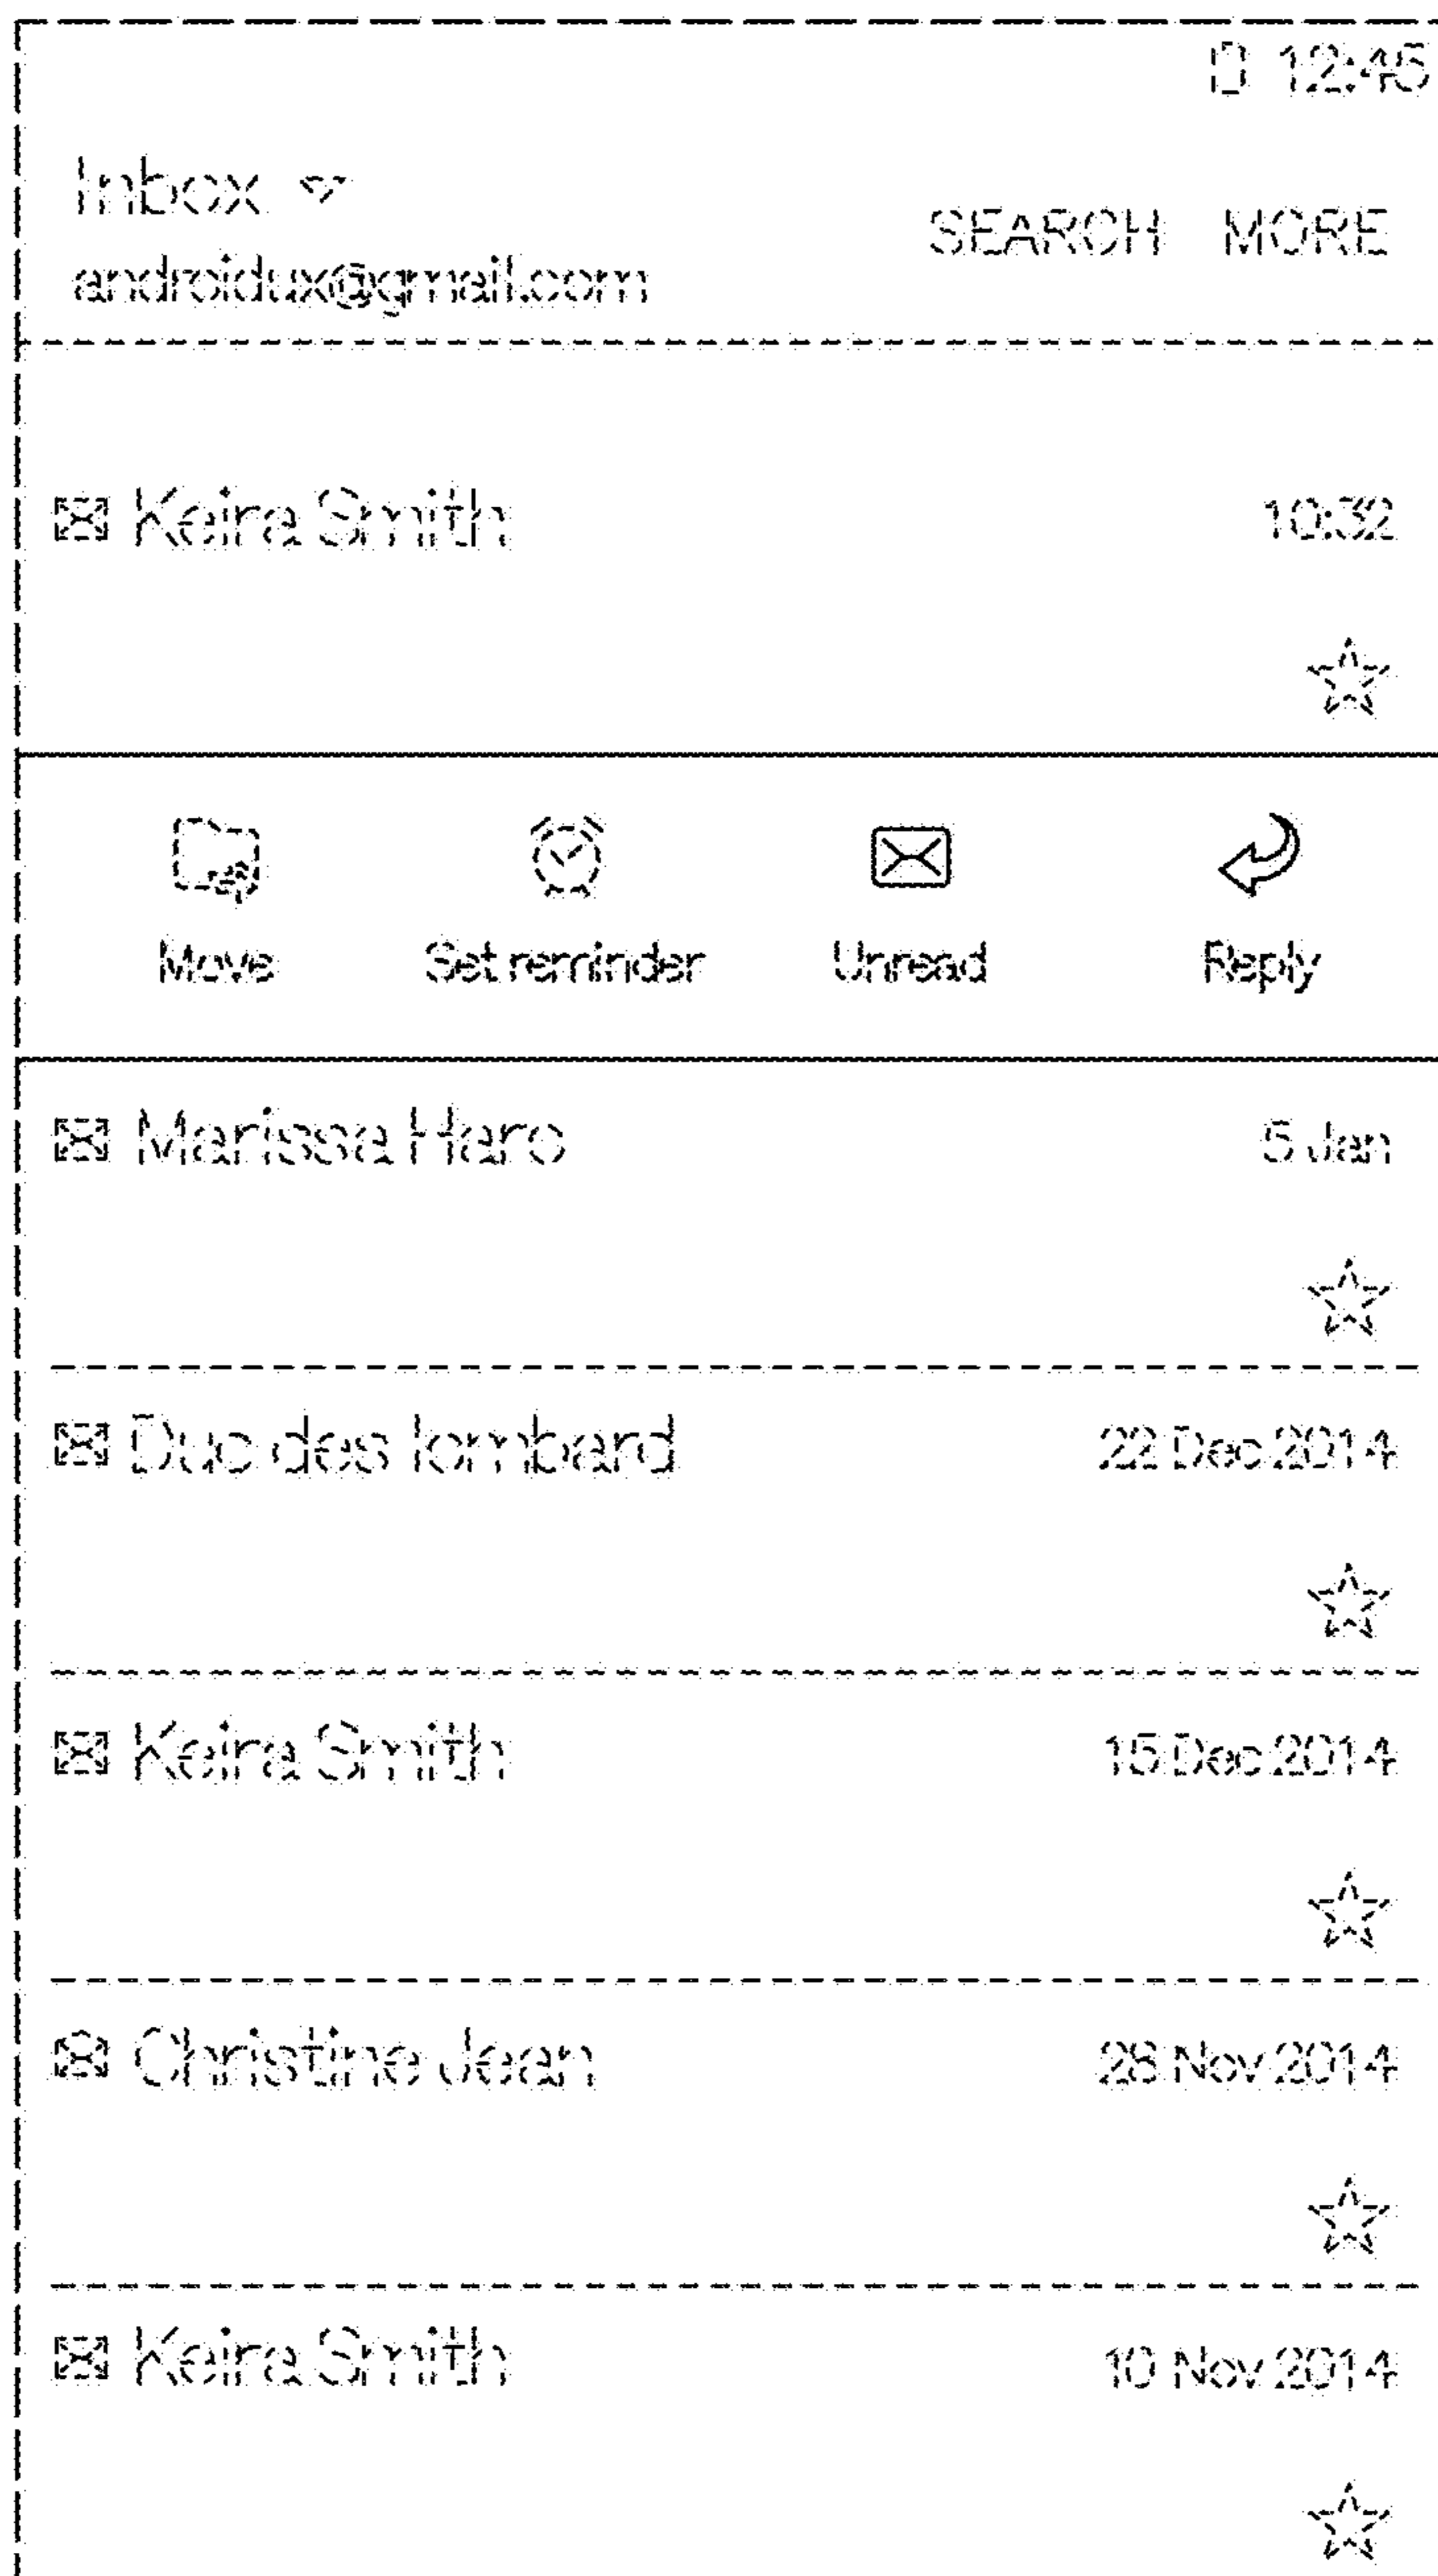 12:45
Inbox
SEARCH MORE
androidux@gmail.com
Keira Smith 10:32
Move Set reminder Unread Reply
Marissa Haro 5 Jan
Duc des lombard 22 Dec 2014
Keira Smith 15 Dec 2014
Christine Jean 28 Nov 2014
Keira Smith 10 Nov 2014